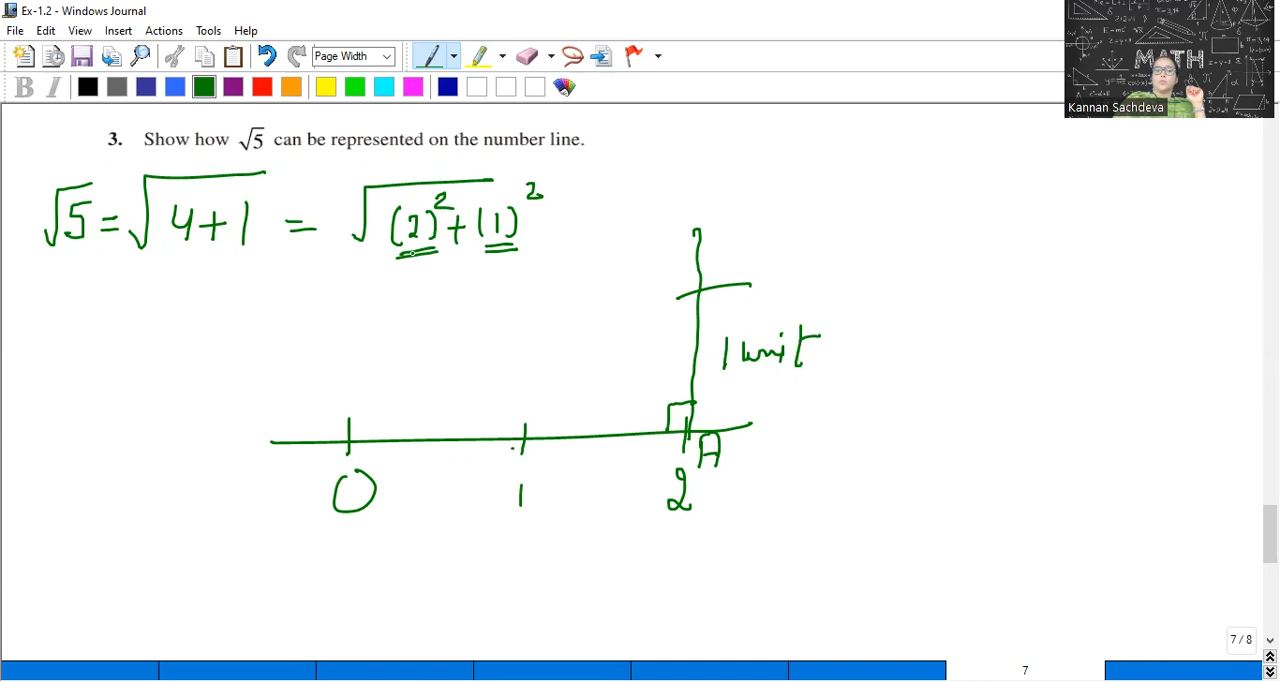 Ex-1.2 - Windows Journal
File Edit View Insert Actions Tools Help
Page Width
B I
MATH
Kannan Sachdeva
3. Show how √5 can be represented on the number line.
√5 = √4+1 = √(2)²+(1)²
1 unit
A
0 1 2
7 / 8
7